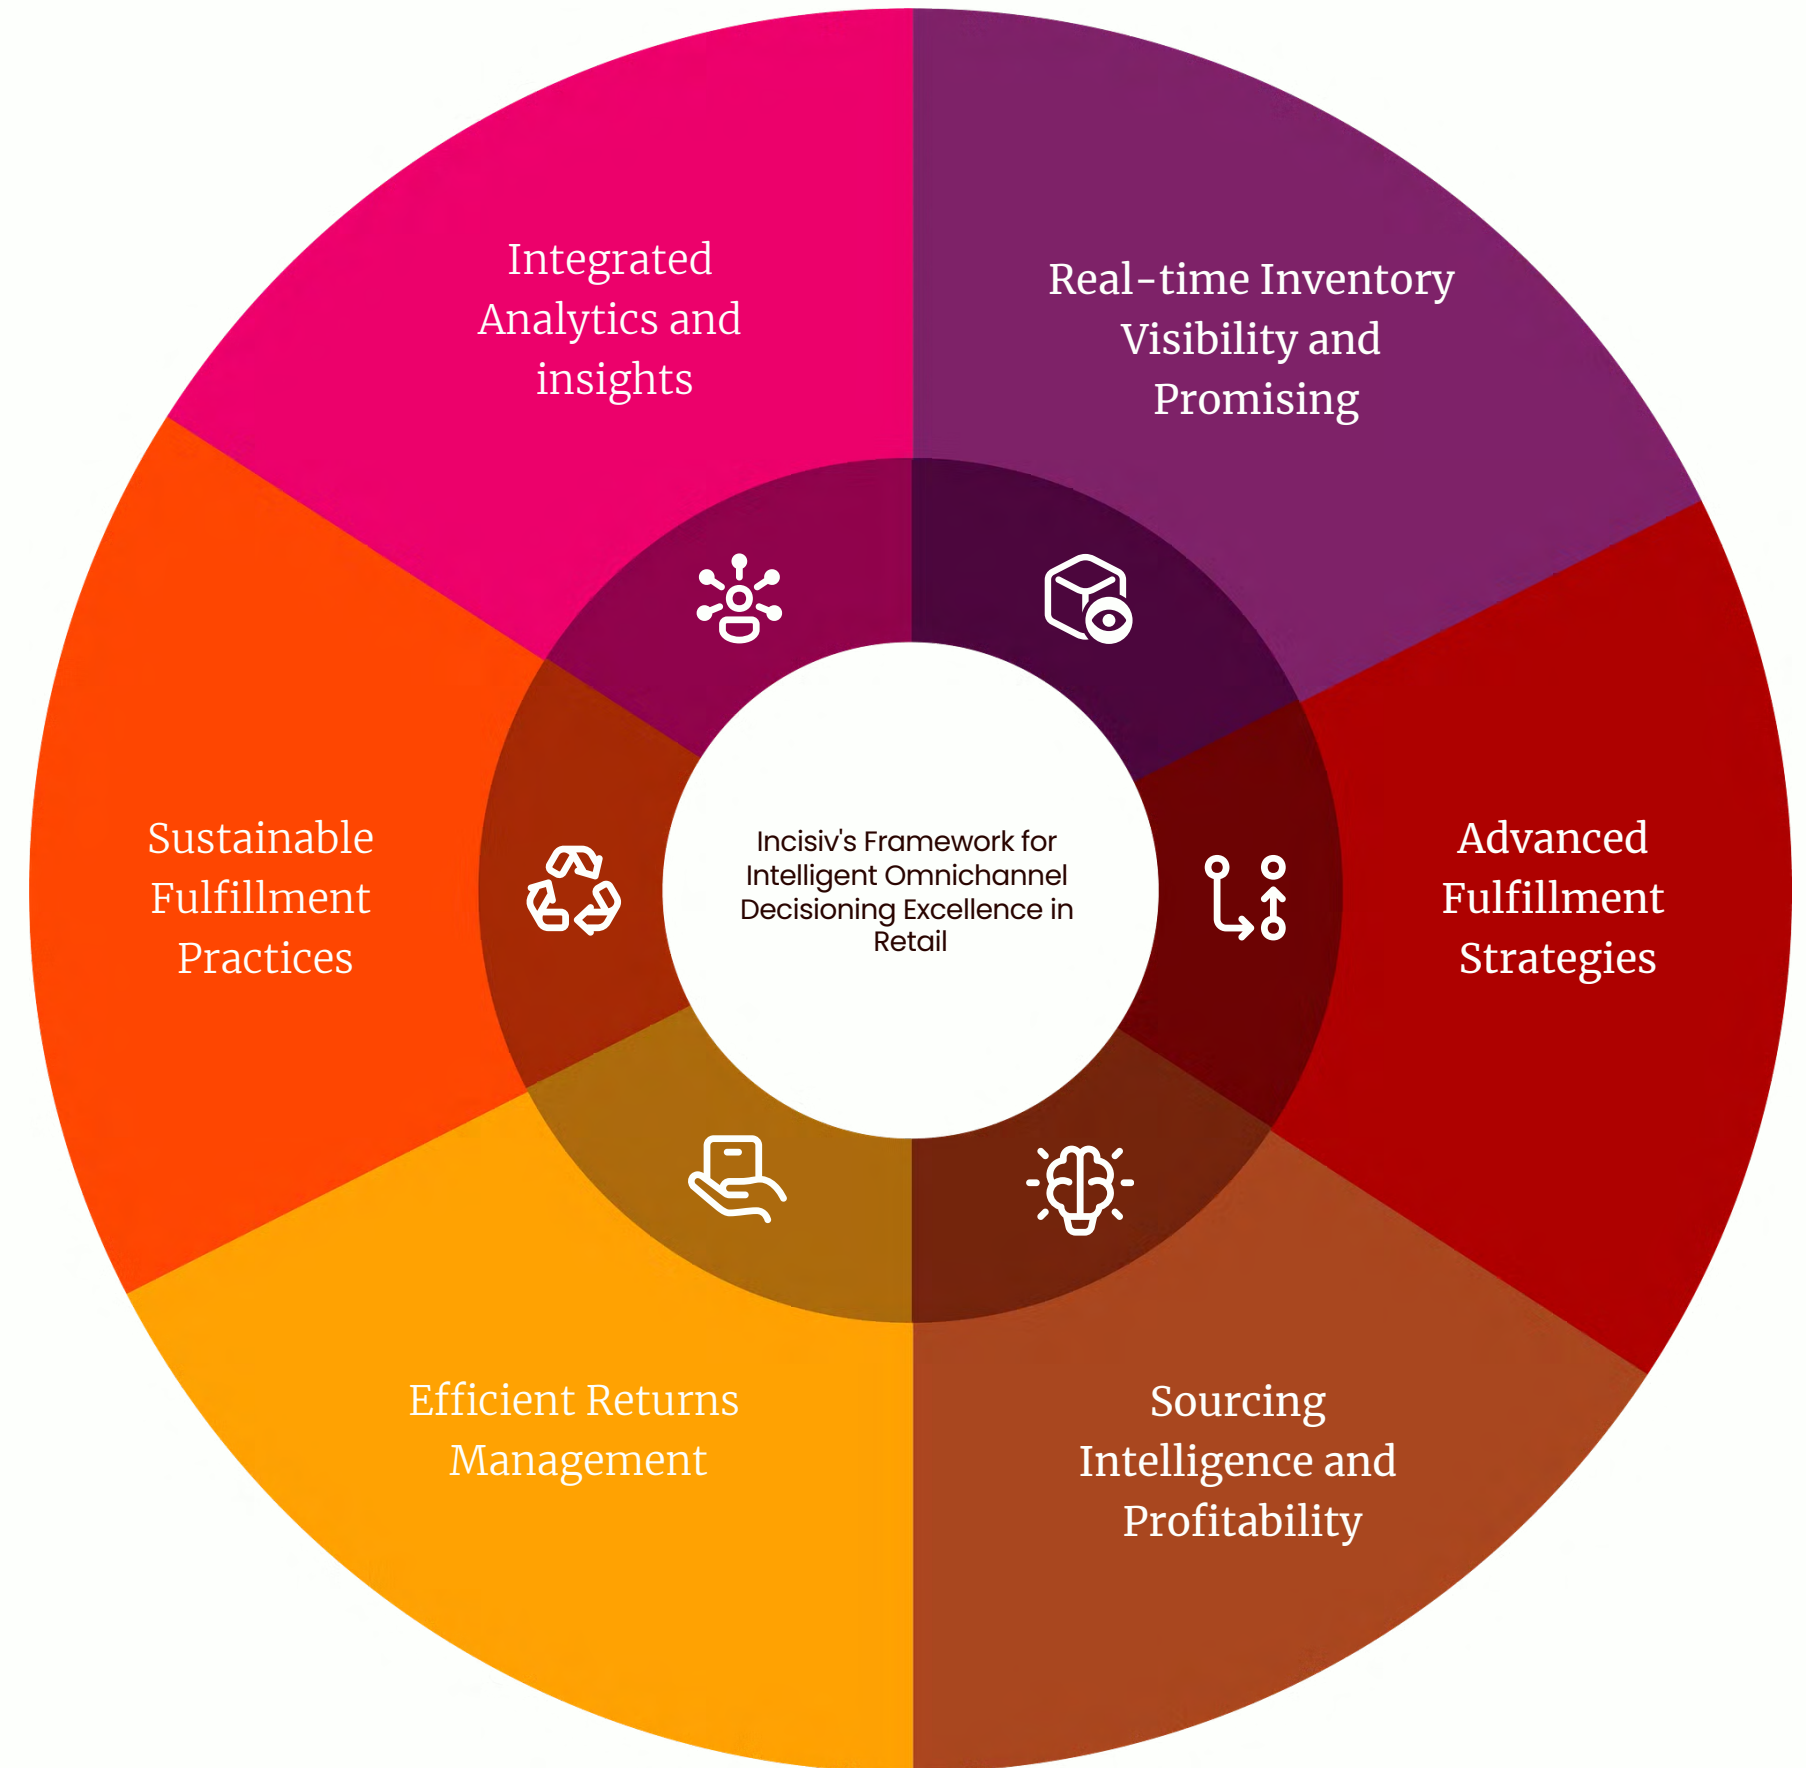 Integrated
Analytics and
insights
Real-time Inventory
Visibility and
Promising
Sustainable
Fulfillment
Practices
Incisiv's Framework for
Intelligent Omnichannel
Decisioning Excellence in
Retail
Advanced
Fulfillment
Strategies
Efficient Returns
Management
Sourcing
Intelligence and
Profitability